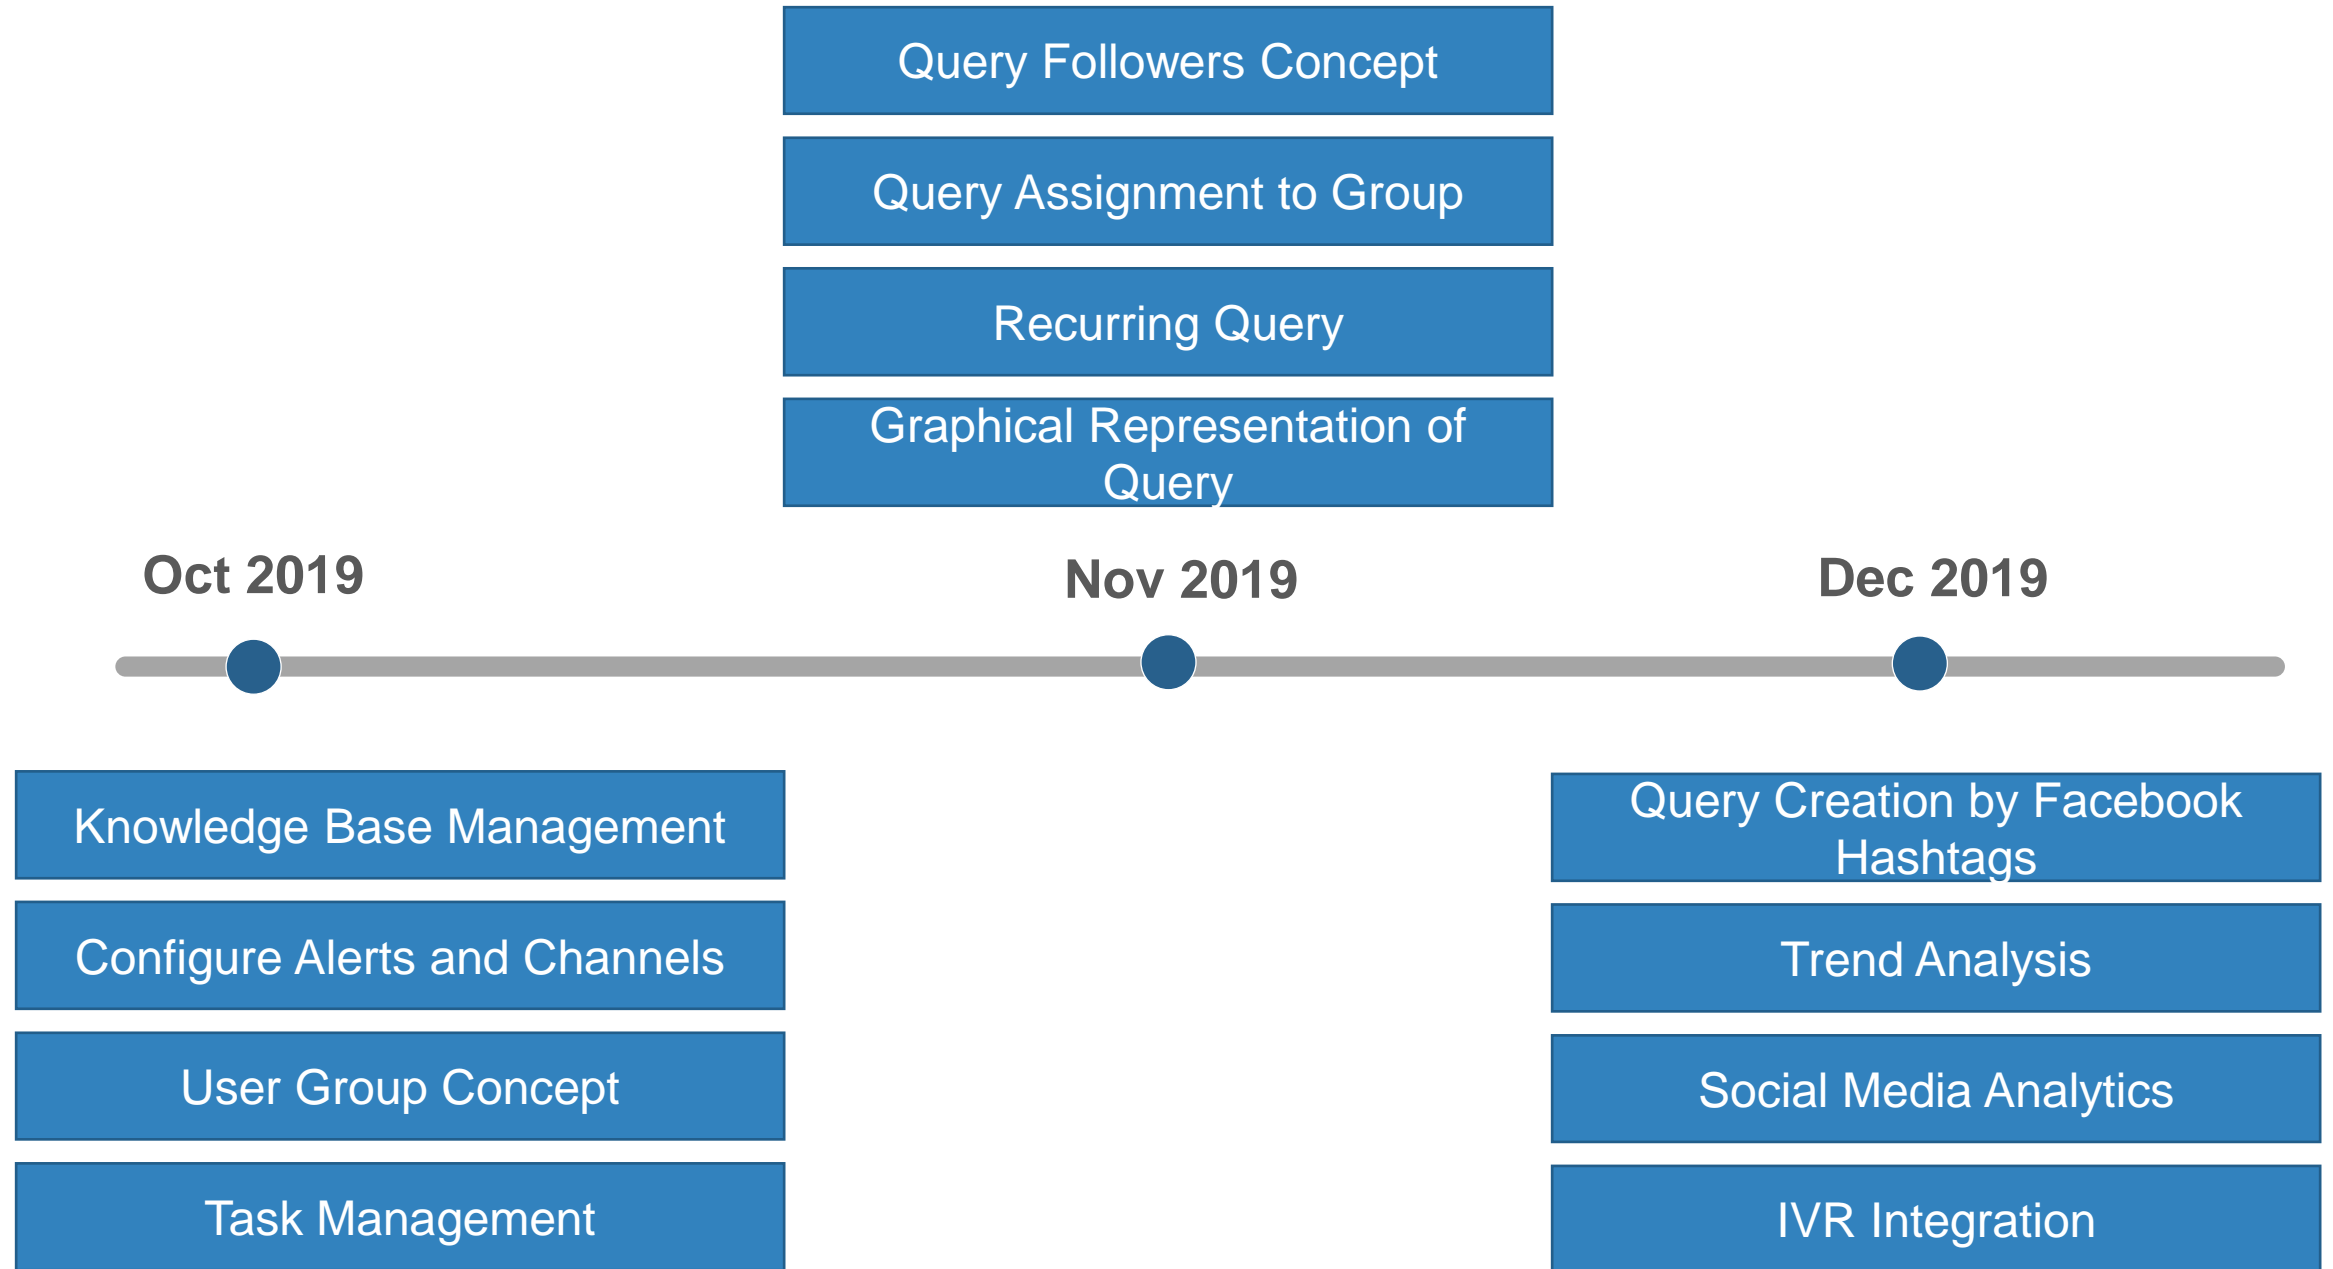 Query Followers Concept
Query Assignment to Group
Recurring Query
Graphical Representation of
Query
Oct 2019
Nov 2019
Dec 2019
Knowledge Base Management
Configure Alerts and Channels
User Group Concept
Task Management
Query Creation by Facebook
Hashtags
Trend Analysis
Social Media Analytics
IVR Integration